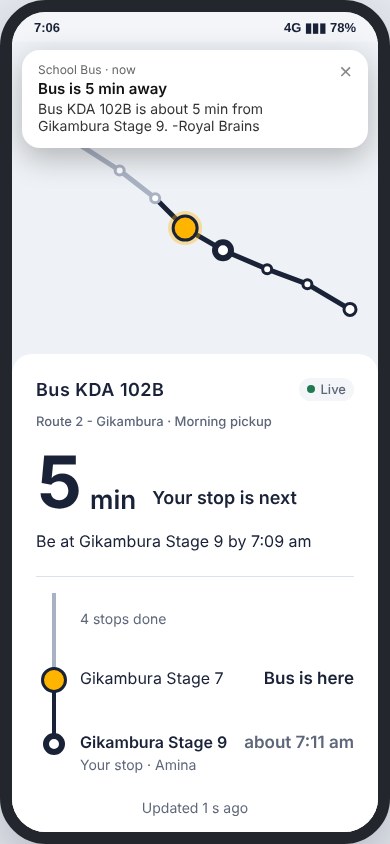 7:06
4G 78%
School Bus · now
Bus is 5 min away
Bus KDA 102B is about 5 min from
Gikambura Stage 9. -Royal Brains
Bus KDA 102B
Live
Route 2 - Gikambura · Morning pickup
5 min Your stop is next
Be at Gikambura Stage 9 by 7:09 am
4 stops done
Gikambura Stage 7 Bus is here
Gikambura Stage 9 about 7:11 am
Your stop · Amina
Updated 1 s ago